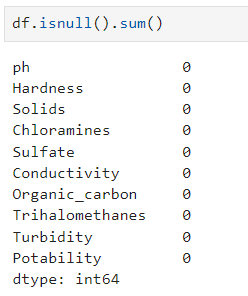 df.isnull().sum()
ph 0
Hardness 0
Solids 0
Chloramines 0
Sulfate 0
Conductivity 0
Organic_carbon 0
Trihalomethanes 0
Turbidity 0
Potability 0
dtype: int64